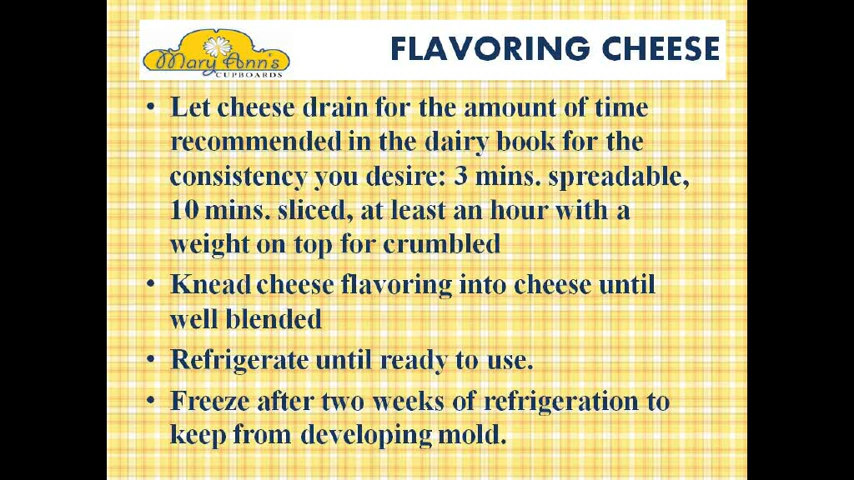 Mary Ann's
CUPBOARDS
FLAVORING CHEESE
• Let cheese drain for the amount of time
recommended in the dairy book for the
consistency you desire: 3 mins. spreadable,
10 mins. sliced, at least an hour with a
weight on top for crumbled
• Knead cheese flavoring into cheese until
well blended
• Refrigerate until ready to use.
• Freeze after two weeks of refrigeration to
keep from developing mold.